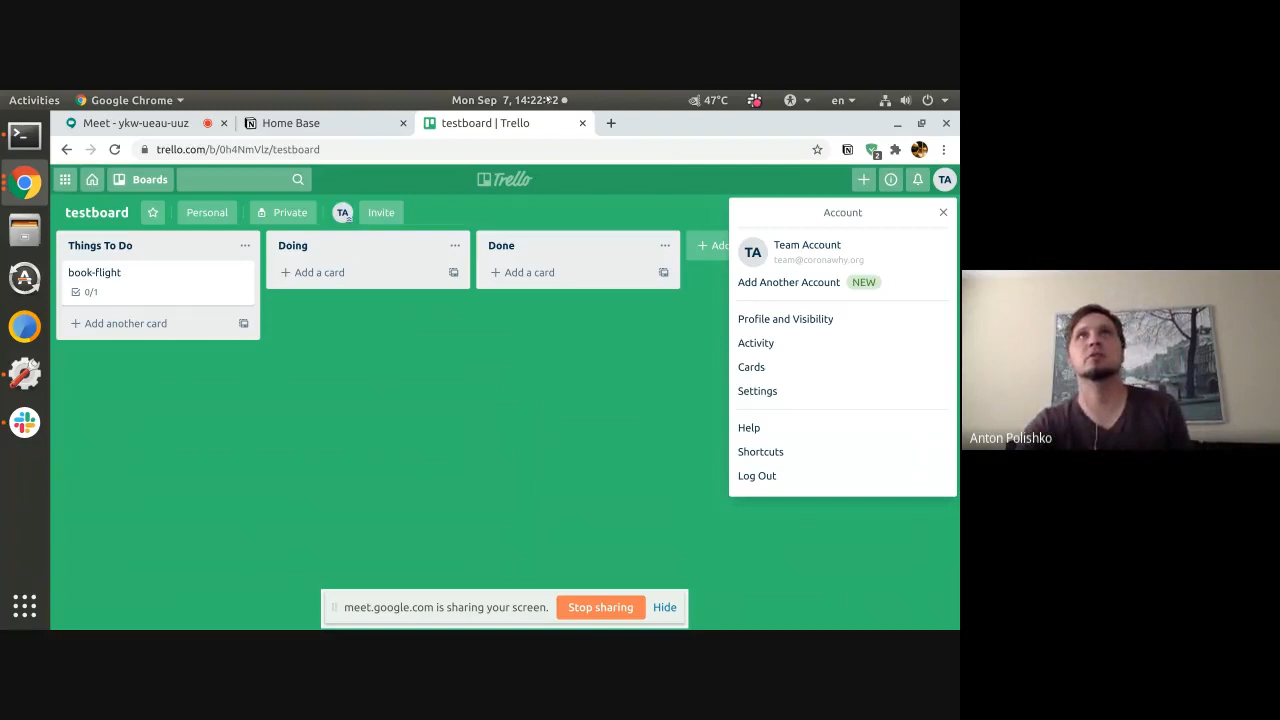 Activities
Google Chrome
Mon Sep 7, 14:22
47°C
en
Meet - ykw-ueau-uuz
Home Base
testboard | Trello
trello.com/b/0h4NmVlz/testboard
2
Boards
Trello
TA
testboard
Personal
Private
TA
Invite
Account
Things To Do
Doing
Done
Add
TA
Team Account
team@coronawhy.org
book-flight
Add a card
Add a card
0/1
Add Another Account NEW
Add another card
Profile and Visibility
Activity
Cards
Settings
Help
Shortcuts
Log Out
Anton Polishko
meet.google.com is sharing your screen.
Stop sharing
Hide